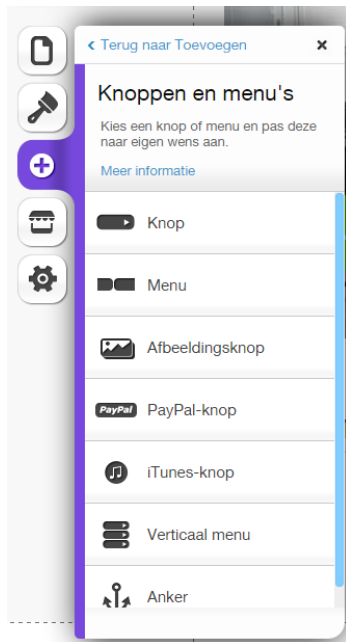 Terug naar Toevoegen
Knoppen en menu's
Kies een knop of menu en pas deze
naar eigen wens aan.
Meer informatie
Knop
Menu
Afbeeldingsknop
PayPal PayPal-knop
iTunes-knop
Verticaal menu
Anker